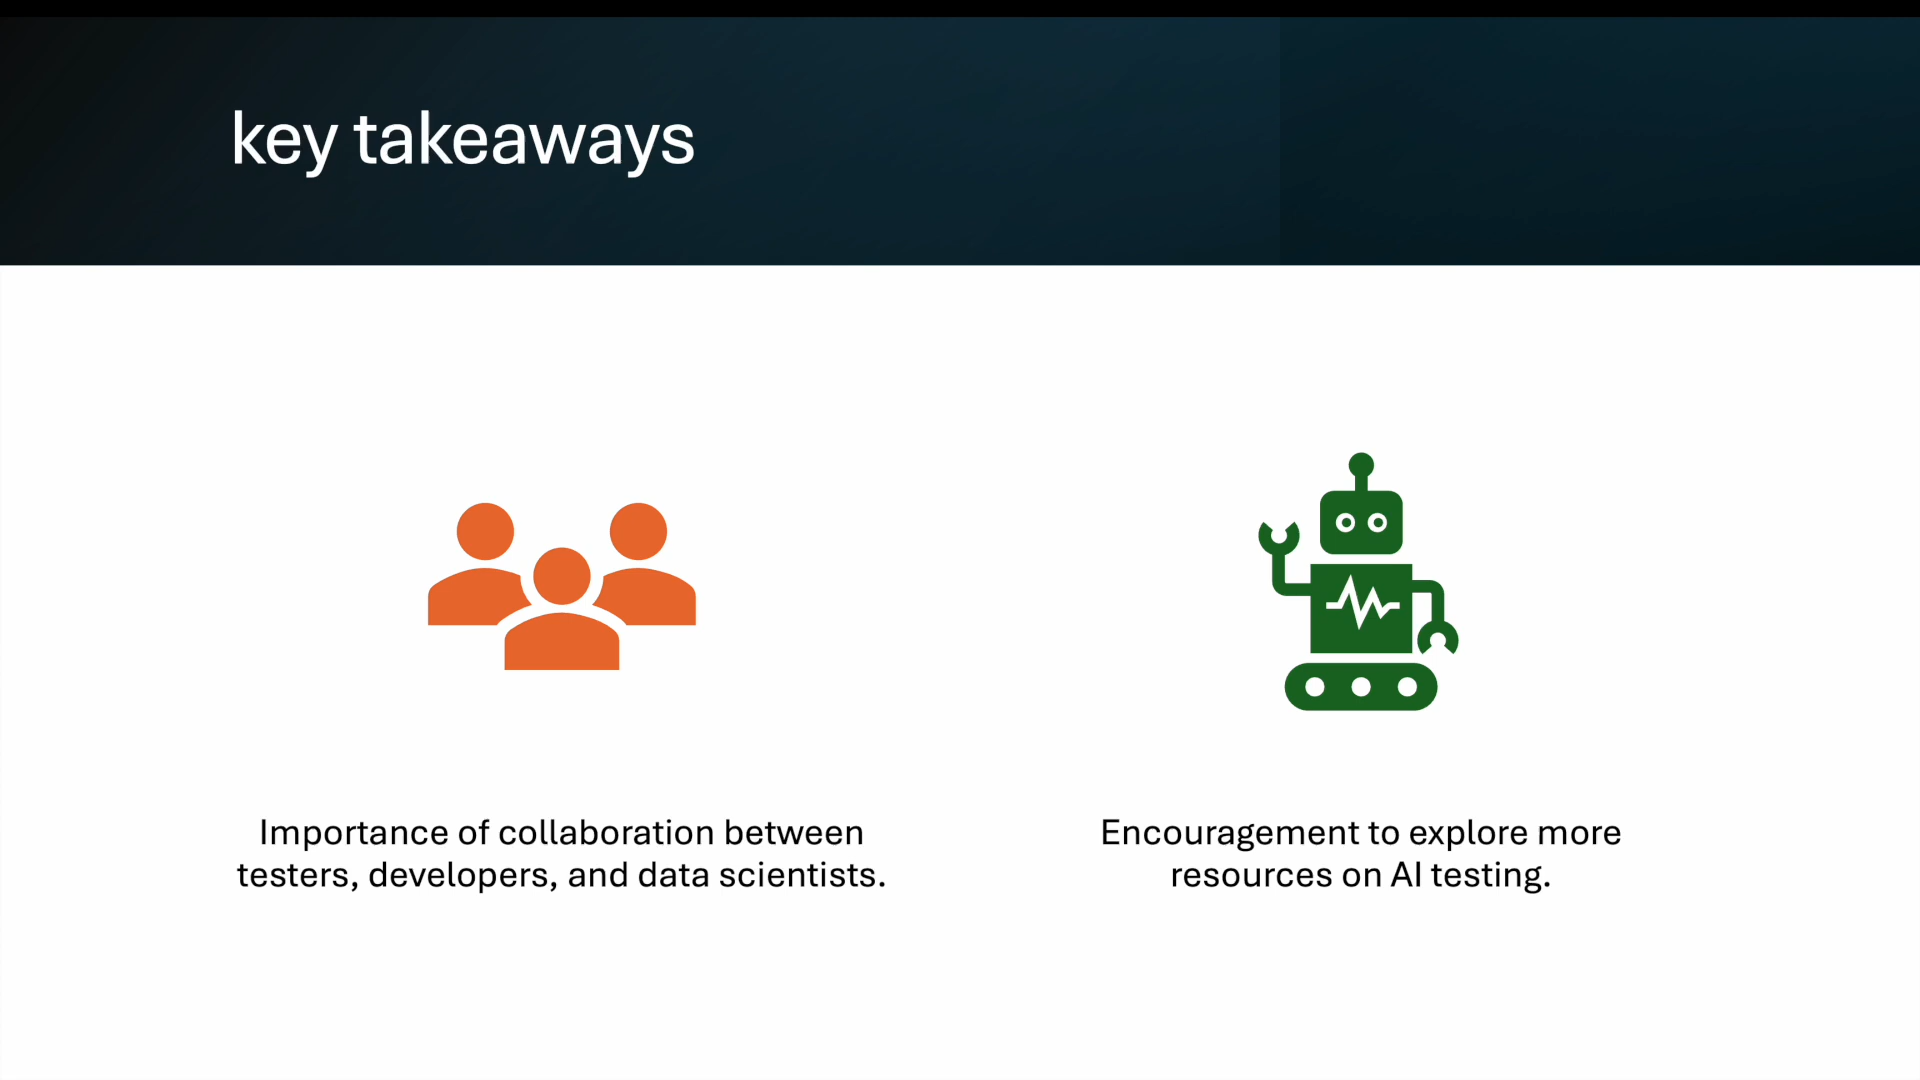 key takeaways
Importance of collaboration between
testers, developers, and data scientists.
Encouragement to explore more
resources on AI testing.